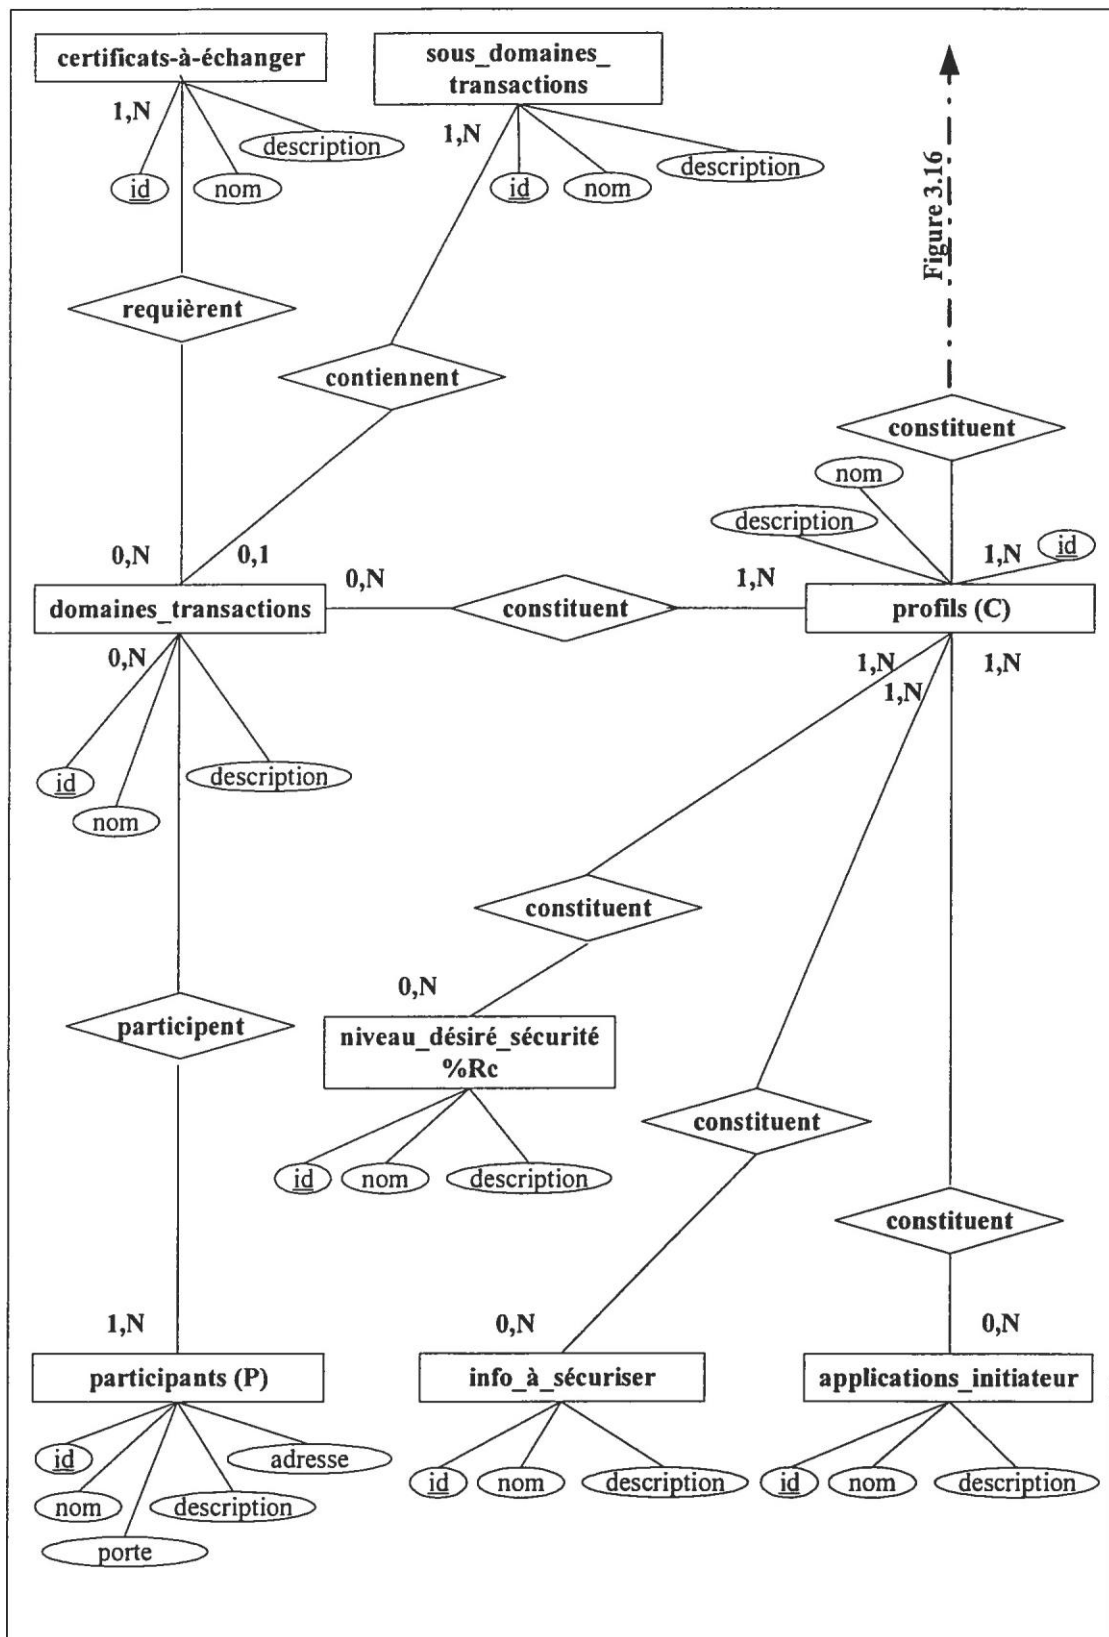 certificats-à-échanger
sous_domaines_
transactions
1,N
1,N
description
id
nom
id
nom
description
Figure 3.16
requièrent
contiennent
constituent
nom
description
0,N
0,1
0,N
1,N
1,N
id
domaines_transactions
constituent
profils (C)
0,N
1,N
1,N
1,N
id
description
nom
constituent
0,N
participent
niveau_désiré_sécurité
%Rc
constituent
id
nom
description
constituent
1,N
0,N
0,N
participants (P)
info_à_sécuriser
applications_initiateur
id
adresse
id
nom
description
id
nom
description
nom
description
porte